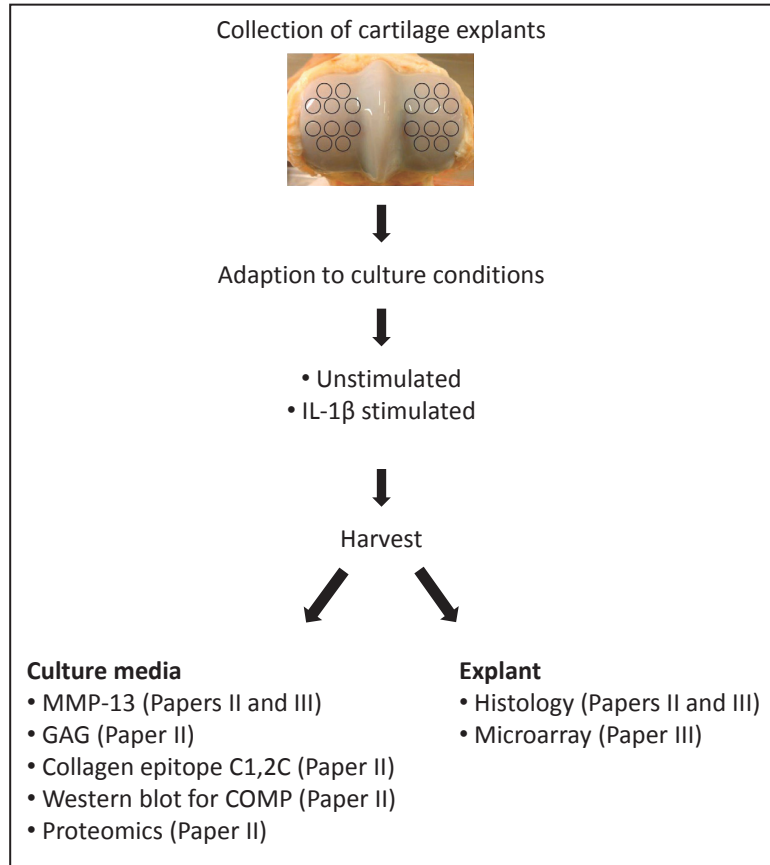 Collection of cartilage explants
Adaption to culture conditions
• Unstimulated
• IL-1β stimulated
Harvest
Culture media
• MMP-13 (Papers II and III)
• GAG (Paper II)
• Collagen epitope C1,2C (Paper II)
• Western blot for COMP (Paper II)
• Proteomics (Paper II)
Explant
• Histology (Papers II and III)
• Microarray (Paper III)